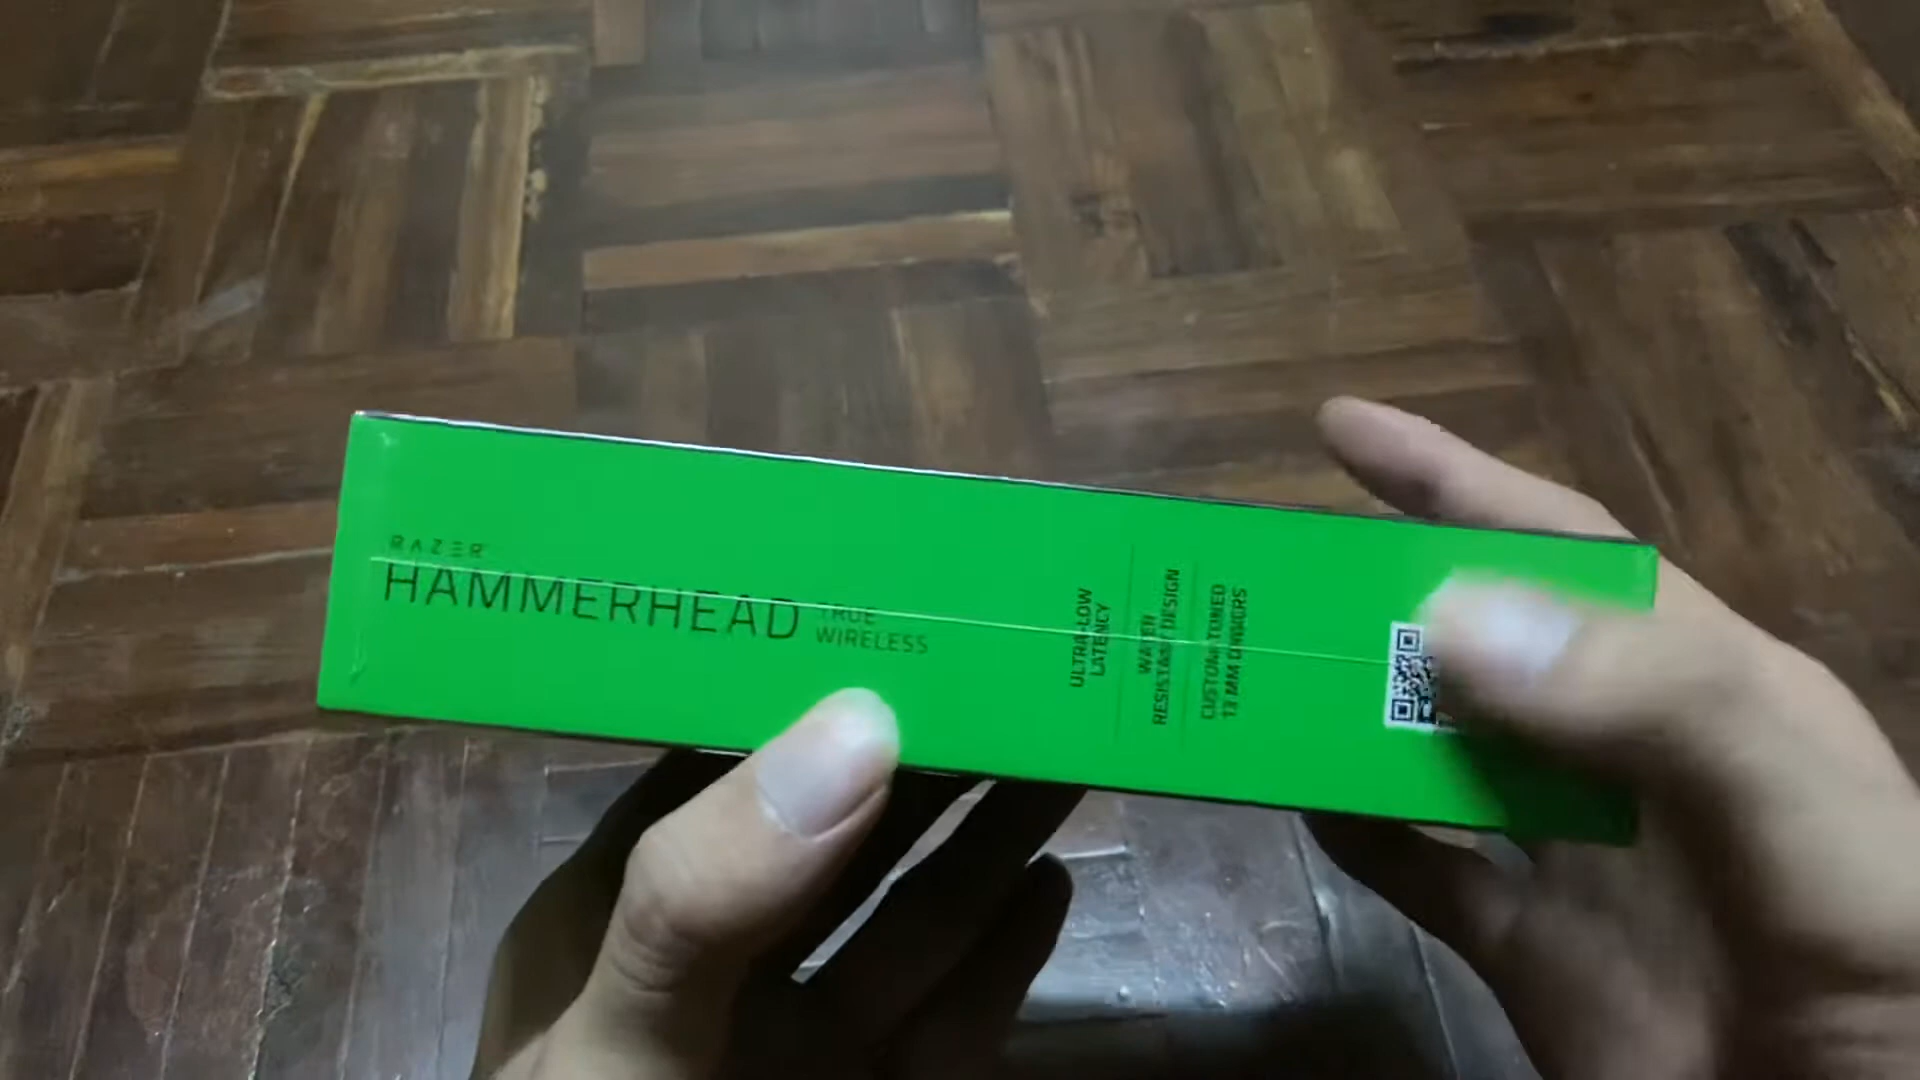 RAZER
HAMMERHEAD
TRUE
WIRELESS
ULTRA-LOW
LATENCY
WATER
RESISTANT DESIGN
CUSTOM-TUNED
13 MM DRIVERS